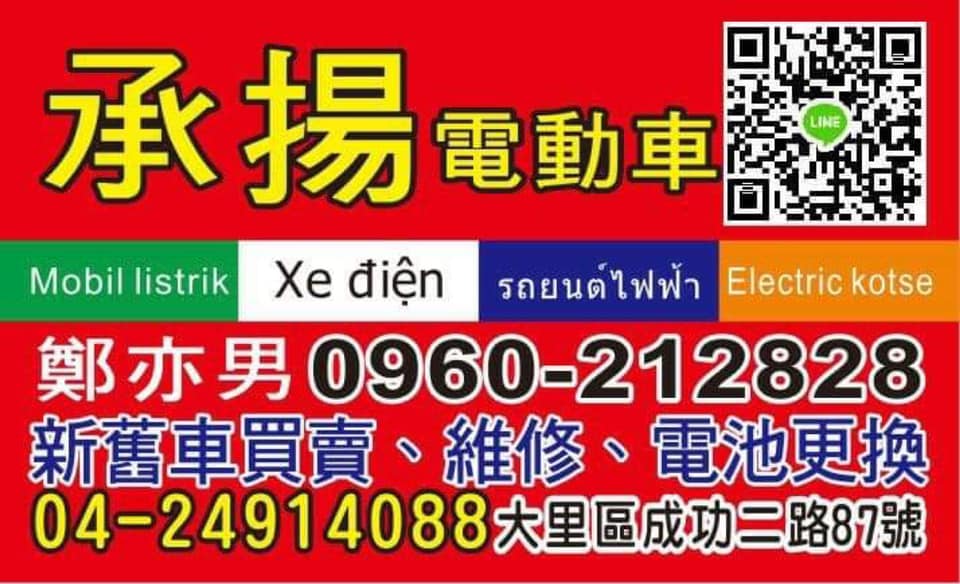 承揚電動車
LINE
Mobil listrik Xe điện รถยนต์ไฟฟ้า Electric kotse
鄭亦男 0960-212828
新舊車買賣、維修、電池更換
04-24914088 大里區成功二路87號